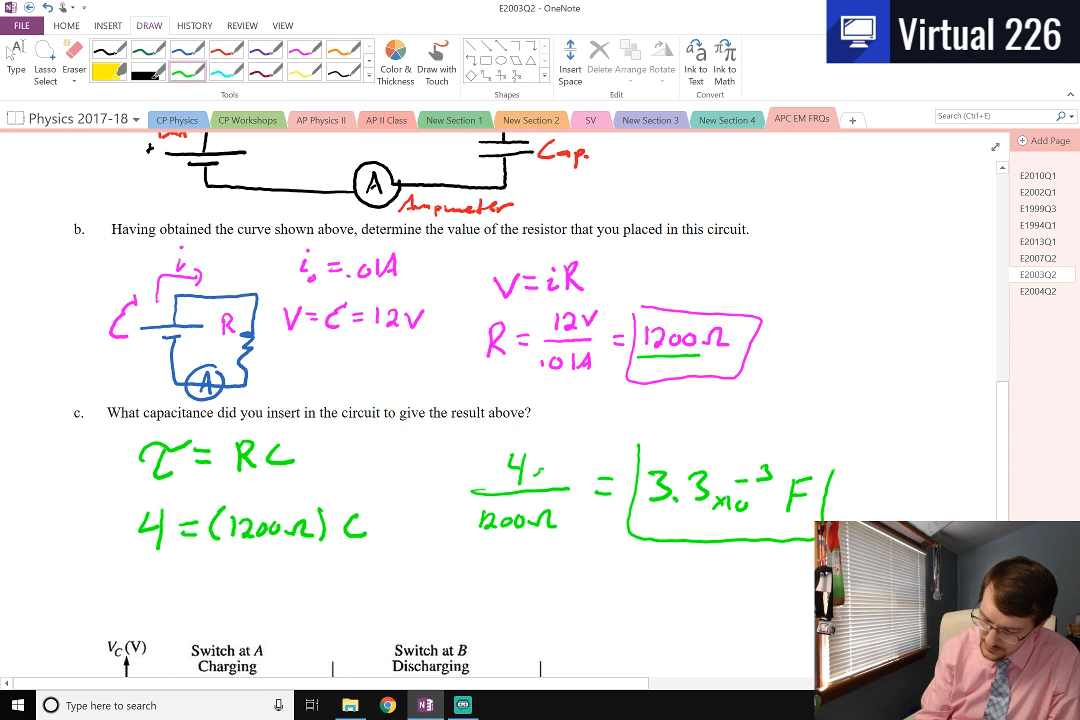 E2003Q2 - OneNote
Virtual 226
FILE HOME INSERT DRAW HISTORY REVIEW VIEW
Type Lasso Select Eraser Color & Thickness Draw with Touch Insert Space Delete Arrange Rotate Ink to Text Ink to Math
Tools Shapes Edit Convert
Physics 2017-18 CP Physics CP Workshops AP Physics II AP II Class New Section 1 New Section 2 SV New Section 3 New Section 4 APC EM FRQs Search (Ctrl+E)
Add Page
E2010Q1
E2002Q1
E1999Q3
E1994Q1
E2013Q1
E2007Q2
E2003Q2
E2004Q2
+ Cap.
A
Ampmeter
b. Having obtained the curve shown above, determine the value of the resistor that you placed in this circuit.
i i₀ = .01A V = iR
ℰ R V = ℰ = 12V R = 12V / .01A = 1200Ω
A
c. What capacitance did you insert in the circuit to give the result above?
τ = RC
4 = (1200Ω) C
4s / 1200Ω = 3.3x10⁻³ F
V_C (V) Switch at A Charging Switch at B Discharging
Type here to search